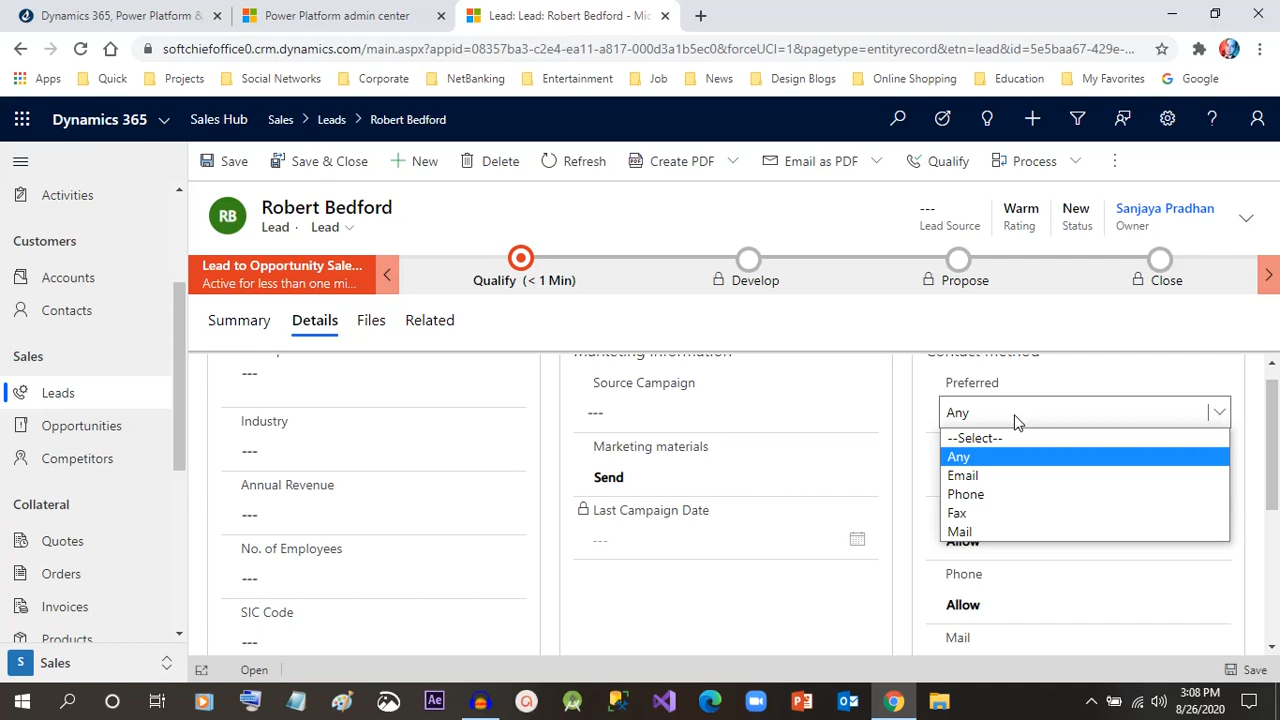 Dynamics 365, Power Platform &
Power Platform admin center
Lead: Lead: Robert Bedford - Mic
softchiefoffice0.crm.dynamics.com/main.aspx?appid=08357ba3-c2e4-ea11-a817-000d3a1b5ec0&forceUCI=1&pagetype=entityrecord&etn=lead&id=5e5baa67-429e-...
Apps
Quick
Projects
Social Networks
Corporate
NetBanking
Entertainment
Job
News
Design Blogs
Online Shopping
Education
My Favorites
Google
Dynamics 365
Sales Hub
Sales > Leads > Robert Bedford
Save
Save & Close
New
Delete
Refresh
Create PDF
Email as PDF
Qualify
Process
Activities
Customers
Accounts
Contacts
Sales
Leads
Opportunities
Competitors
Collateral
Quotes
Orders
Invoices
Products
S Sales
RB
Robert Bedford
Lead · Lead
---
Lead Source
Warm
Rating
New
Status
Sanjaya Pradhan
Owner
Lead to Opportunity Sale...
Active for less than one mi...
Qualify (< 1 Min)
Develop
Propose
Close
Summary
Details
Files
Related
---
Industry
---
Annual Revenue
---
No. of Employees
---
SIC Code
---
Marketing Information
Source Campaign
---
Marketing materials
Send
Last Campaign Date
---
Contact Method
Preferred
Any
--Select--
Any
Email
Phone
Fax
Mail
Allow
Phone
Allow
Mail
Open
Save
3:08 PM
8/26/2020